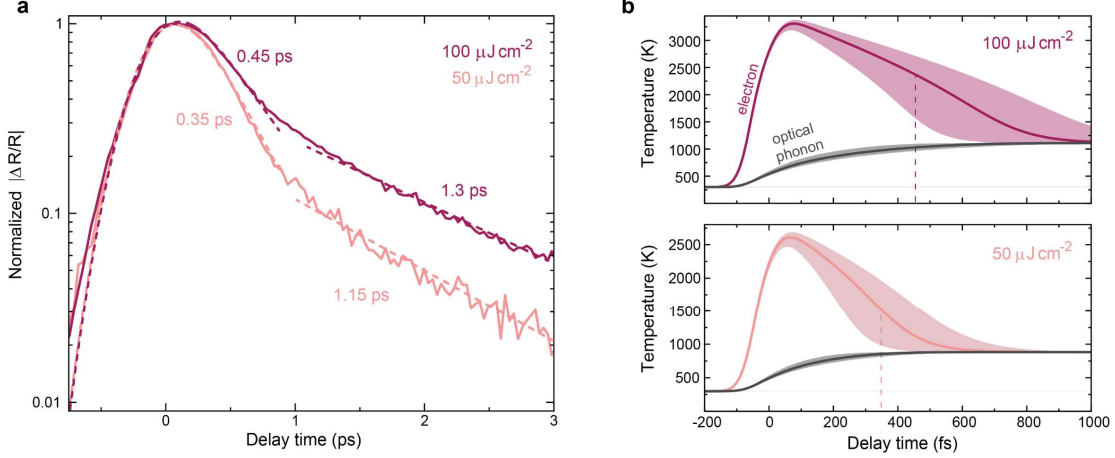 a
Normalized |ΔR/R|
1
0.1
0.01
0.45 ps
100 μJ cm⁻²
50 μJ cm⁻²
0.35 ps
1.3 ps
1.15 ps
0
1
2
3
Delay time (ps)
b
Temperature (K)
3000
2500
2000
1500
1000
500
100 μJ cm⁻²
electron
optical
phonon
Temperature (K)
2500
2000
1500
1000
500
50 μJ cm⁻²
-200
0
200
400
600
800
1000
Delay time (fs)